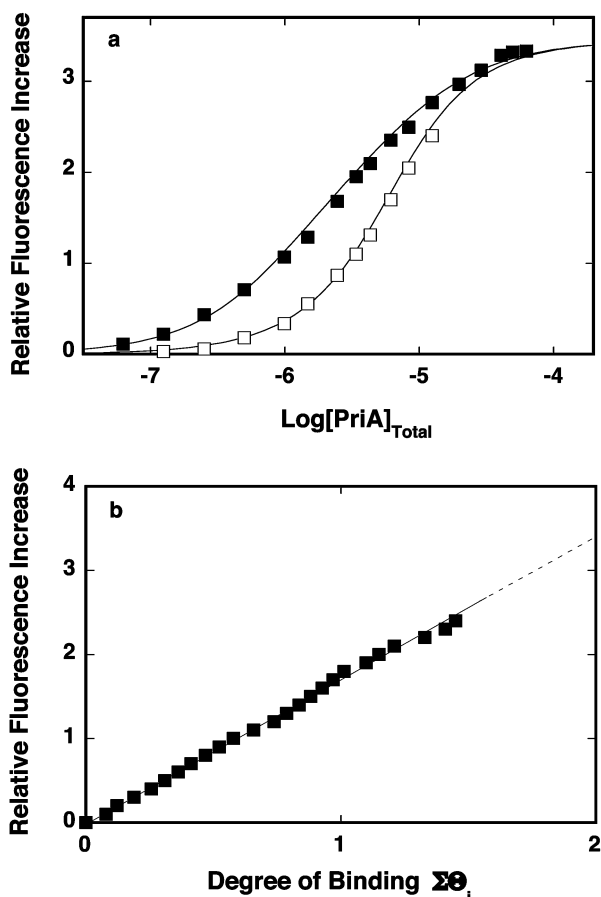 a
Relative Fluorescence Increase
3
2
1
0
-7 -6 -5 -4
Log[PriA]Total
b
Relative Fluorescence Increase
4
3
2
1
0
0 1 2
Degree of Binding ΣΘi